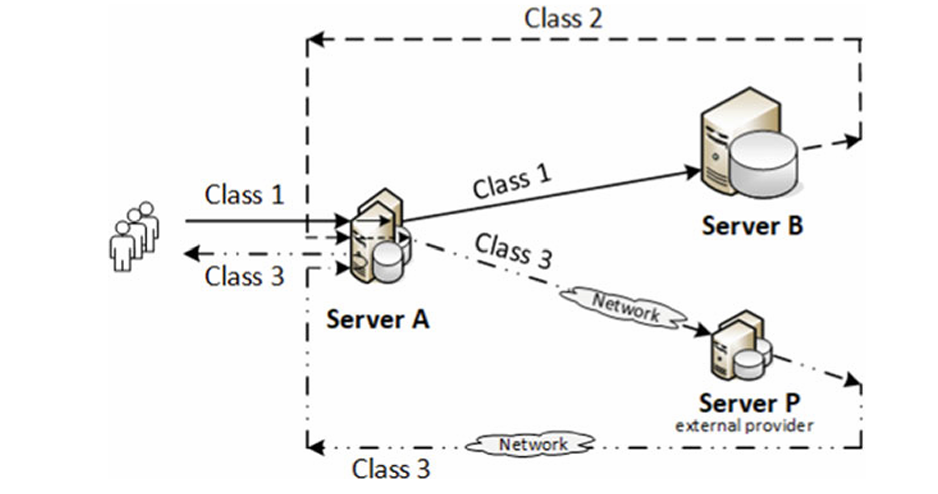 Class 2
Class 1
Class 1
Server B
Class 3
Class 3
Network
Server A
Server P
external provider
Network
Class 3